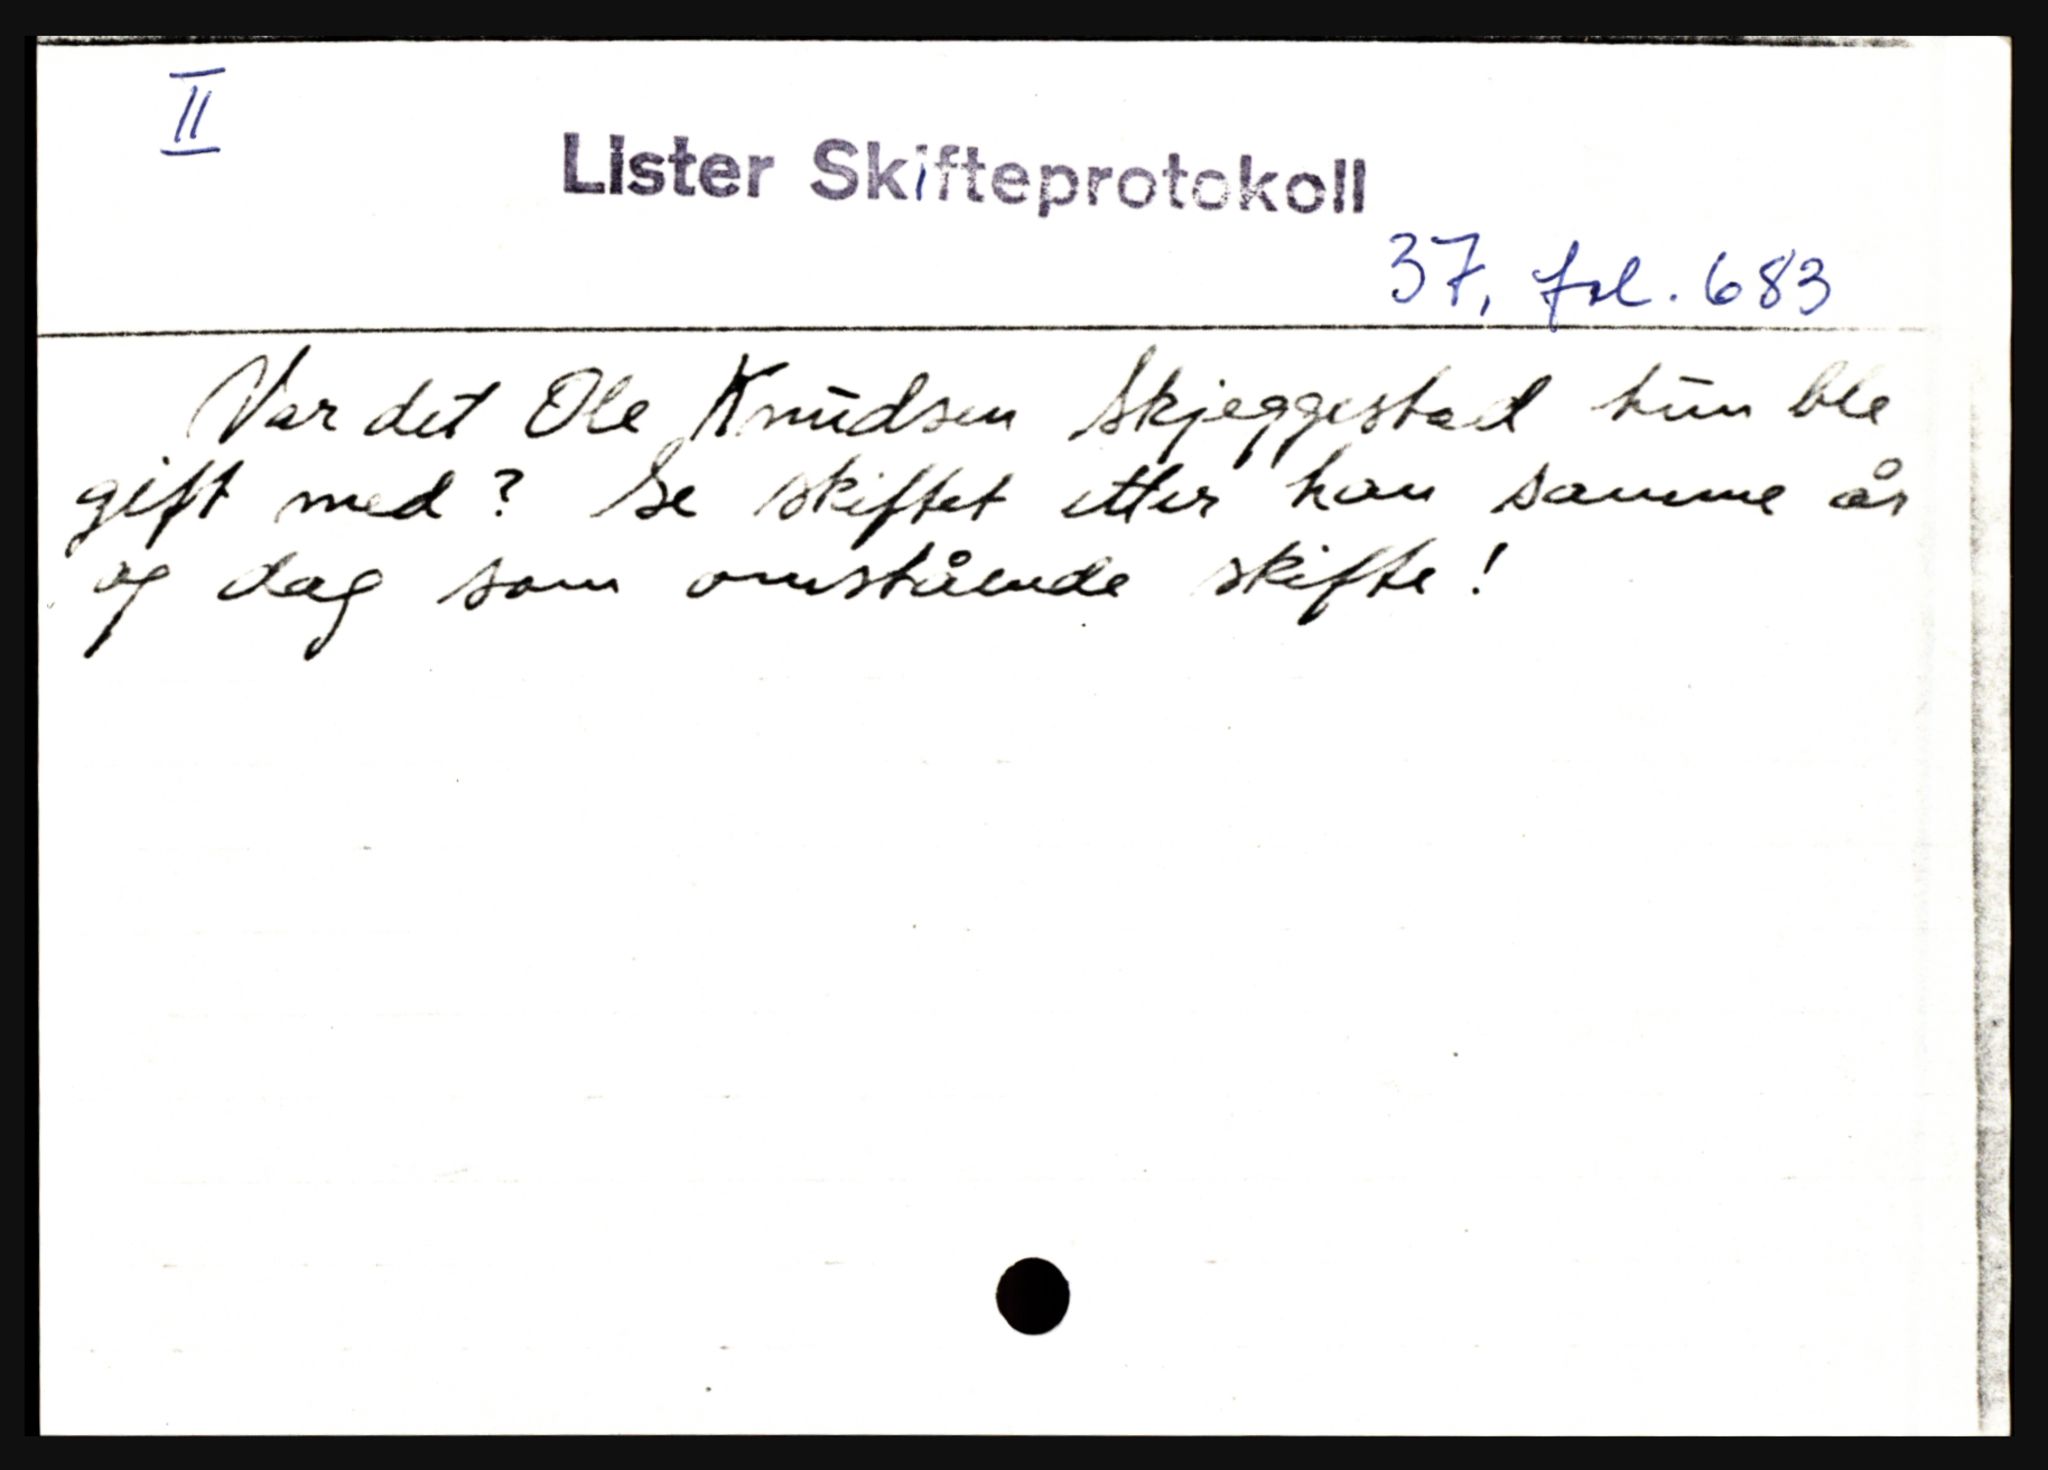 II
Lister Skifteprotokoll
37, fol. 683
Var det Ole Knudsen Skjeggestad hun ble
gift med? Se skiftet etter han samme år
og dag som omstående skifte!